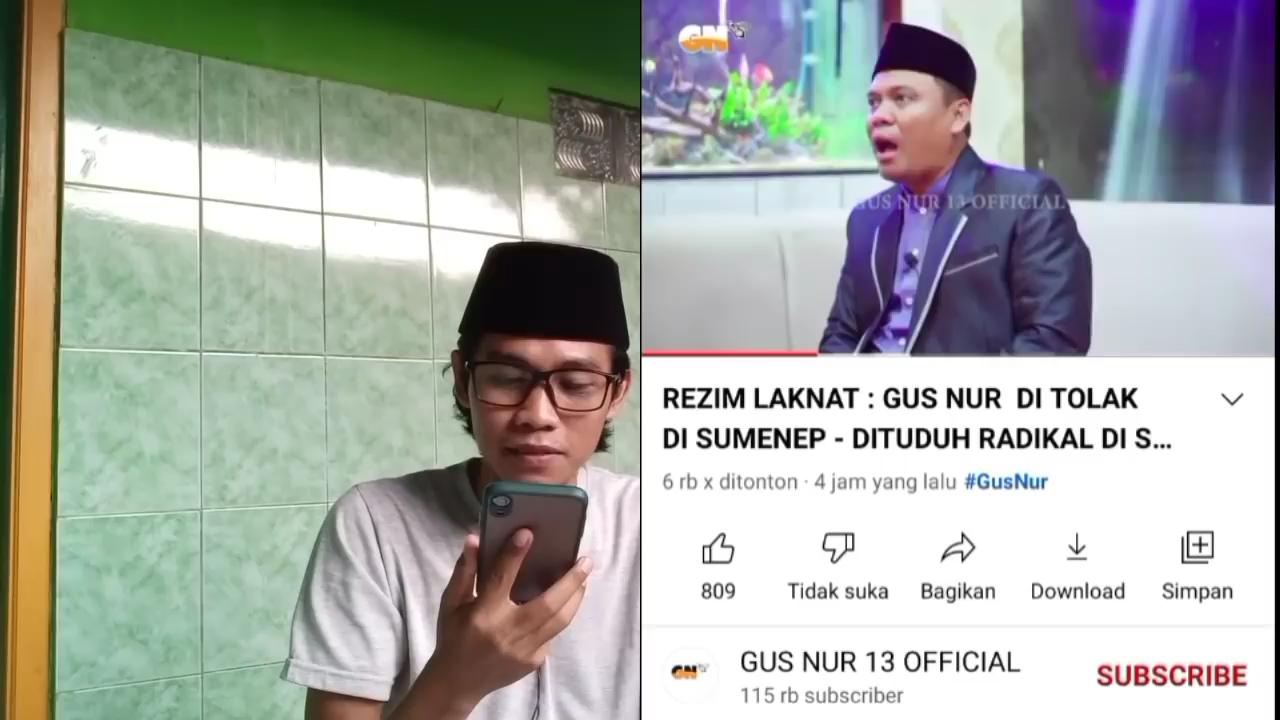 GN
GUS NUR 13 OFFICIAL
REZIM LAKNAT : GUS NUR DI TOLAK
DI SUMENEP - DITUDUH RADIKAL DI S...
6 rb x ditonton · 4 jam yang lalu #GusNur
809
Tidak suka
Bagikan
Download
Simpan
GN
GUS NUR 13 OFFICIAL
115 rb subscriber
SUBSCRIBE